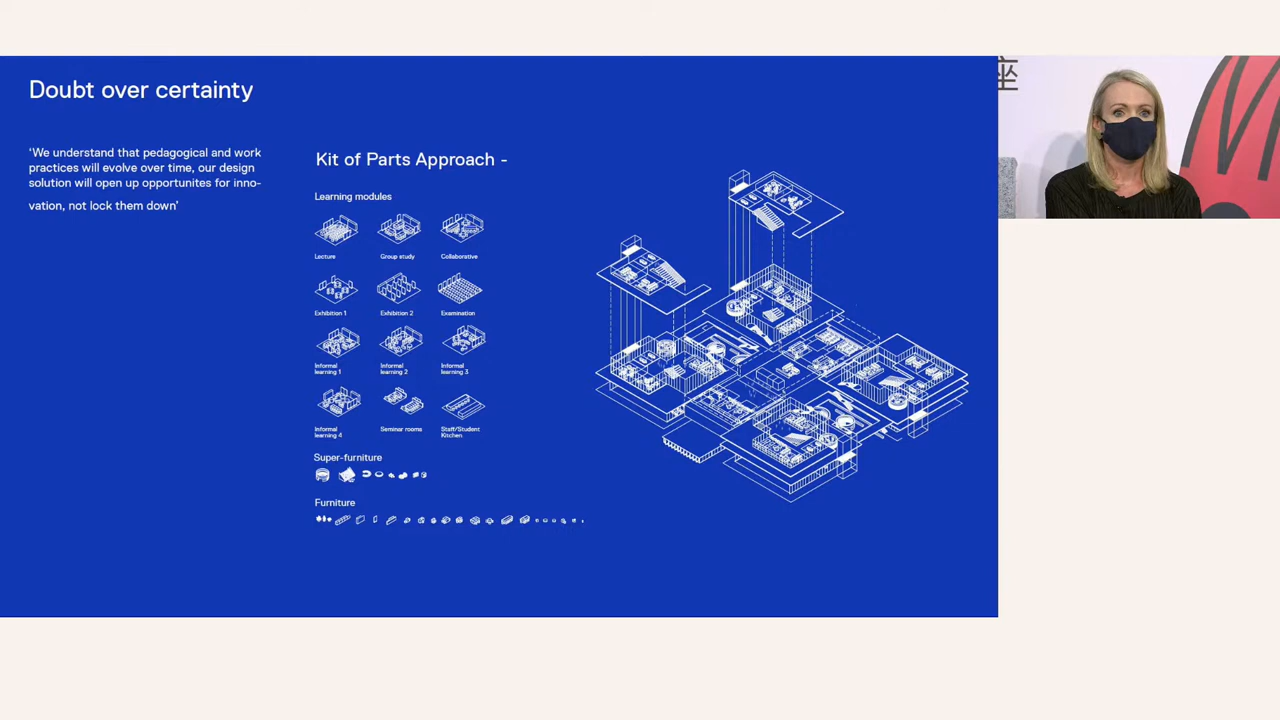 Doubt over certainty
‘We understand that pedagogical and work
practices will evolve over time, our design
solution will open up opportunites for inno-
vation, not lock them down’
Kit of Parts Approach -
Learning modules
Lecture
Group study
Collaborative
Exhibition 1
Exhibition 2
Examination
Informal
learning 1
Informal
learning 2
Informal
learning 3
Informal
learning 4
Seminar rooms
Staff/Student
Kitchen
Super-furniture
Furniture
座